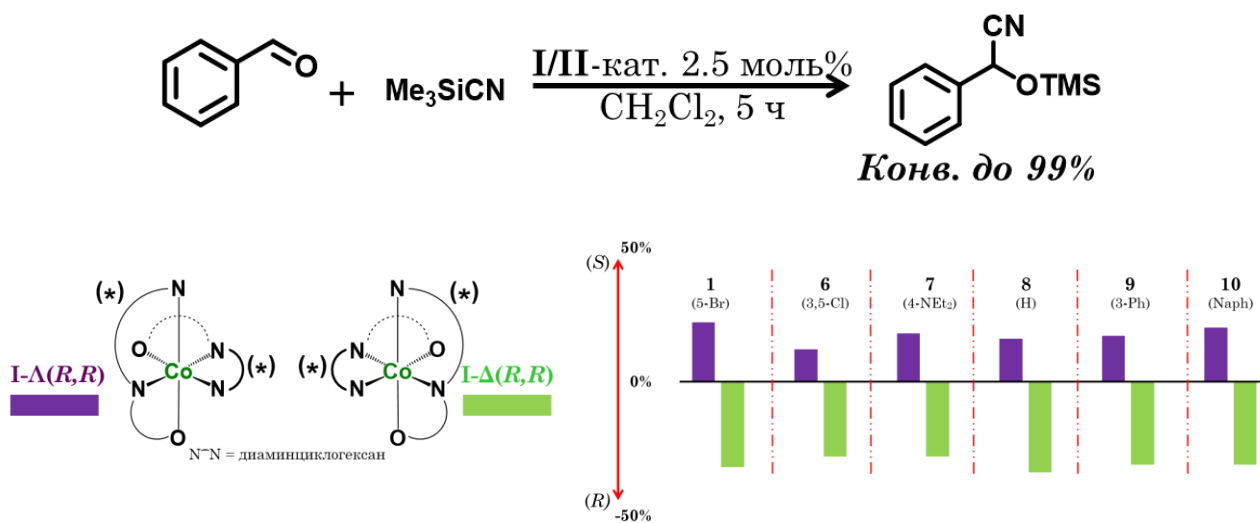 O
+
Me₃SiCN
I/II-кат. 2.5 моль%
CH₂Cl₂, 5 ч
CN
OTMS
Конв. до 99%
(*) N
O N
Co (*)
N N
O
I-Λ(R,R)
N (*)
N O
(*) Co
N N
O
I-Δ(R,R)
N⁀N = диаминциклогексан
50%
(S)
0%
(R)
-50%
1 6 7 8 9 10
(5-Br) (3,5-Cl) (4-NEt₂) (H) (3-Ph) (Naph)